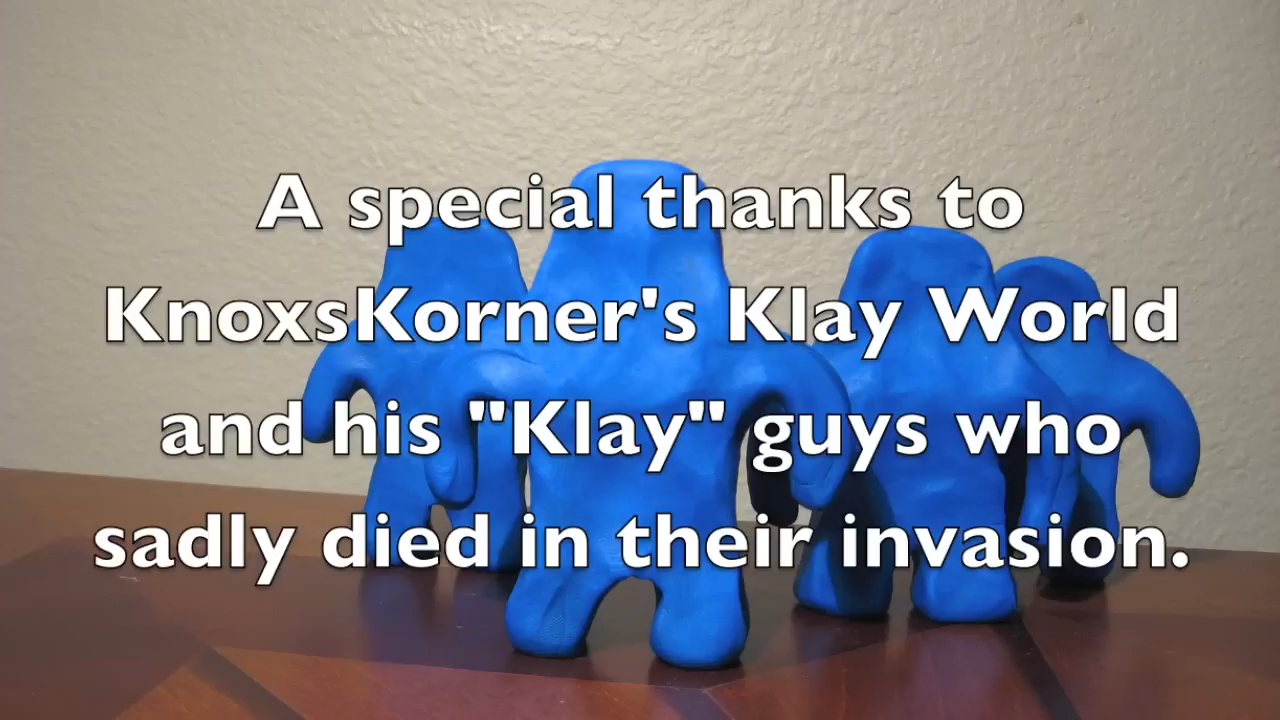 A special thanks to
KnoxsKorner's Klay World
and his "Klay" guys who
sadly died in their invasion.